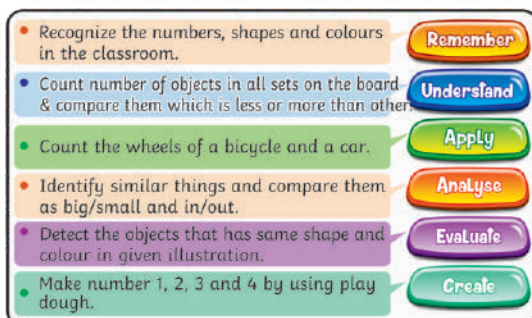 Recognize the numbers, shapes and colours
in the classroom.
Remember
Count number of objects in all sets on the board
& compare them which is less or more than other.
Understand
Count the wheels of a bicycle and a car.
Apply
Identify similar things and compare them
as big/small and in/out.
Analyse
Detect the objects that has same shape and
colour in given illustration.
Evaluate
Make number 1, 2, 3 and 4 by using play
dough.
Create